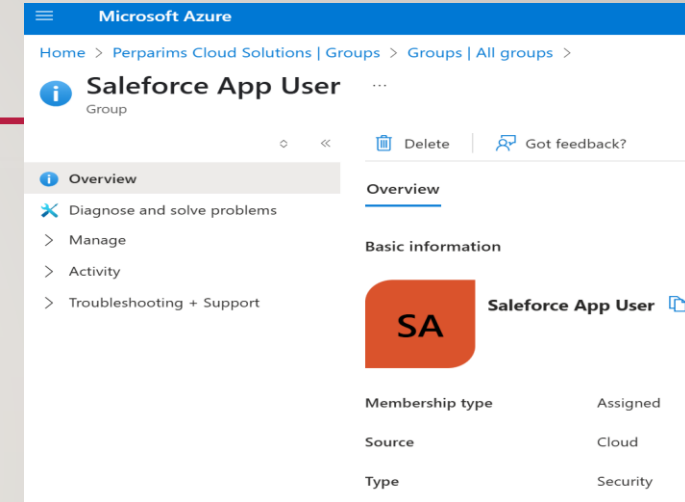 Microsoft Azure
Home > Perparims Cloud Solutions | Groups > Groups | All groups >
Saleforce App User ...
Group
Delete
Got feedback?
Overview
Diagnose and solve problems
Manage
Activity
Troubleshooting + Support
Overview
Basic information
SA
Saleforce App User
Membership type Assigned
Source Cloud
Type Security